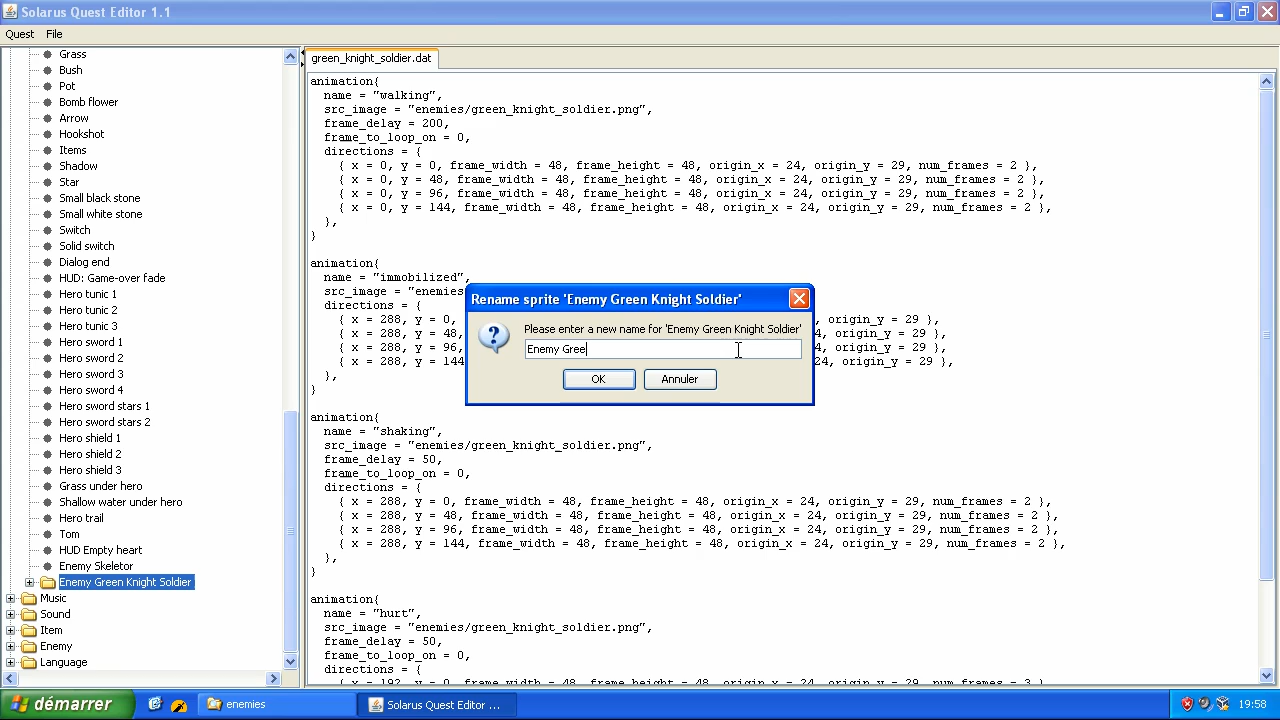 Solarus Quest Editor 1.1
Quest File
Grass
Bush
Pot
Bomb flower
Arrow
Hookshot
Items
Shadow
Star
Small black stone
Small white stone
Switch
Solid switch
Dialog end
HUD: Game-over fade
Hero tunic 1
Hero tunic 2
Hero tunic 3
Hero sword 1
Hero sword 2
Hero sword 3
Hero sword 4
Hero sword stars 1
Hero sword stars 2
Hero shield 1
Hero shield 2
Hero shield 3
Grass under hero
Shallow water under hero
Hero trail
Tom
HUD Empty heart
Enemy Skeletor
Enemy Green Knight Soldier
Music
Sound
Item
Enemy
Language
green_knight_soldier.dat
animation{
name = "walking",
src_image = "enemies/green_knight_soldier.png",
frame_delay = 200,
frame_to_loop_on = 0,
directions = {
{ x = 0, y = 0, frame_width = 48, frame_height = 48, origin_x = 24, origin_y = 29, num_frames = 2 },
{ x = 0, y = 48, frame_width = 48, frame_height = 48, origin_x = 24, origin_y = 29, num_frames = 2 },
{ x = 0, y = 96, frame_width = 48, frame_height = 48, origin_x = 24, origin_y = 29, num_frames = 2 },
{ x = 0, y = 144, frame_width = 48, frame_height = 48, origin_x = 24, origin_y = 29, num_frames = 2 },
},
}
animation{
name = "immobilized",
src_image = "enemies
directions = {
{ x = 288, y = 0, , origin_y = 29 },
{ x = 288, y = 48, origin_y = 29 },
{ x = 288, y = 96, origin_y = 29 },
{ x = 288, y = 144 4, origin_y = 29 },
},
}
Rename sprite 'Enemy Green Knight Soldier'
Please enter a new name for 'Enemy Green Knight Soldier'
Enemy Gree
OK Annuler
animation{
name = "shaking",
src_image = "enemies/green_knight_soldier.png",
frame_delay = 50,
frame_to_loop_on = 0,
directions = {
{ x = 288, y = 0, frame_width = 48, frame_height = 48, origin_x = 24, origin_y = 29, num_frames = 2 },
{ x = 288, y = 48, frame_width = 48, frame_height = 48, origin_x = 24, origin_y = 29, num_frames = 2 },
{ x = 288, y = 96, frame_width = 48, frame_height = 48, origin_x = 24, origin_y = 29, num_frames = 2 },
{ x = 288, y = 144, frame_width = 48, frame_height = 48, origin_x = 24, origin_y = 29, num_frames = 2 },
},
}
animation{
name = "hurt",
src_image = "enemies/green_knight_soldier.png",
frame_delay = 50,
frame_to_loop_on = 0,
directions = {
{ x = 192, y = 0, frame_width = 48, frame_height = 48, origin_x = 24, origin_y = 29, num_frames = 3 },
démarrer enemies Solarus Quest Editor ... 19:58